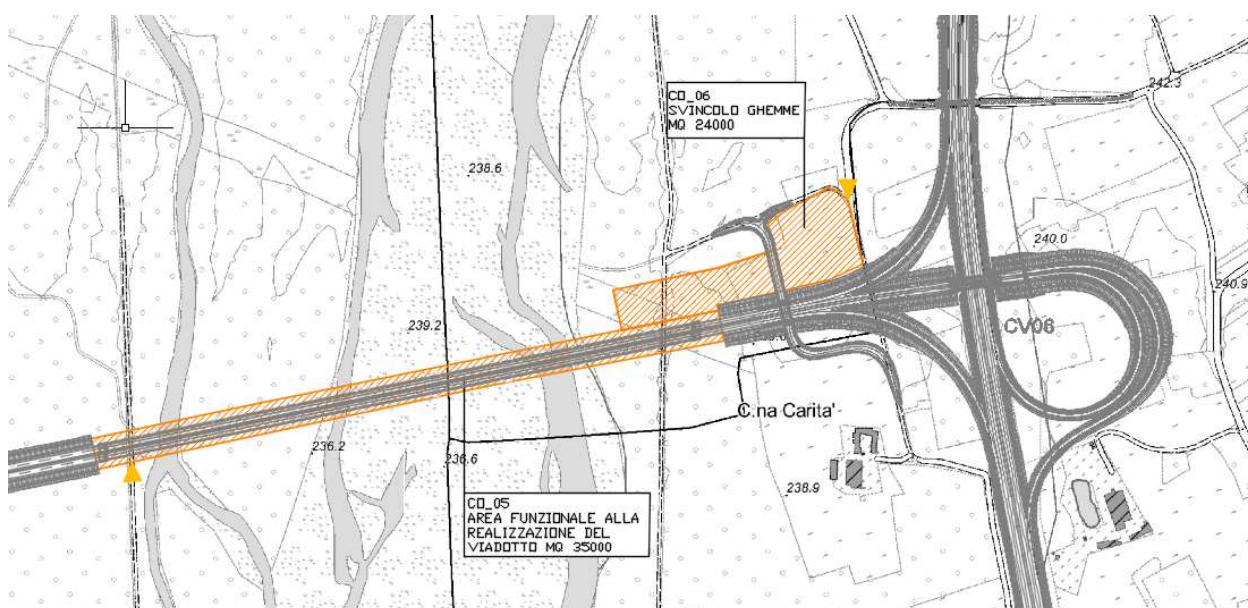 242.3
CO_06
SVINCOLO GHEMME
MQ 24000
238.6
240.0
240.9
239.2
CV06
C.na Carita'
236.2
236.6
238.9
CO_05
AREA FUNZIONALE ALLA
REALIZZAZIONE DEL
VIADOTTO MQ 35000